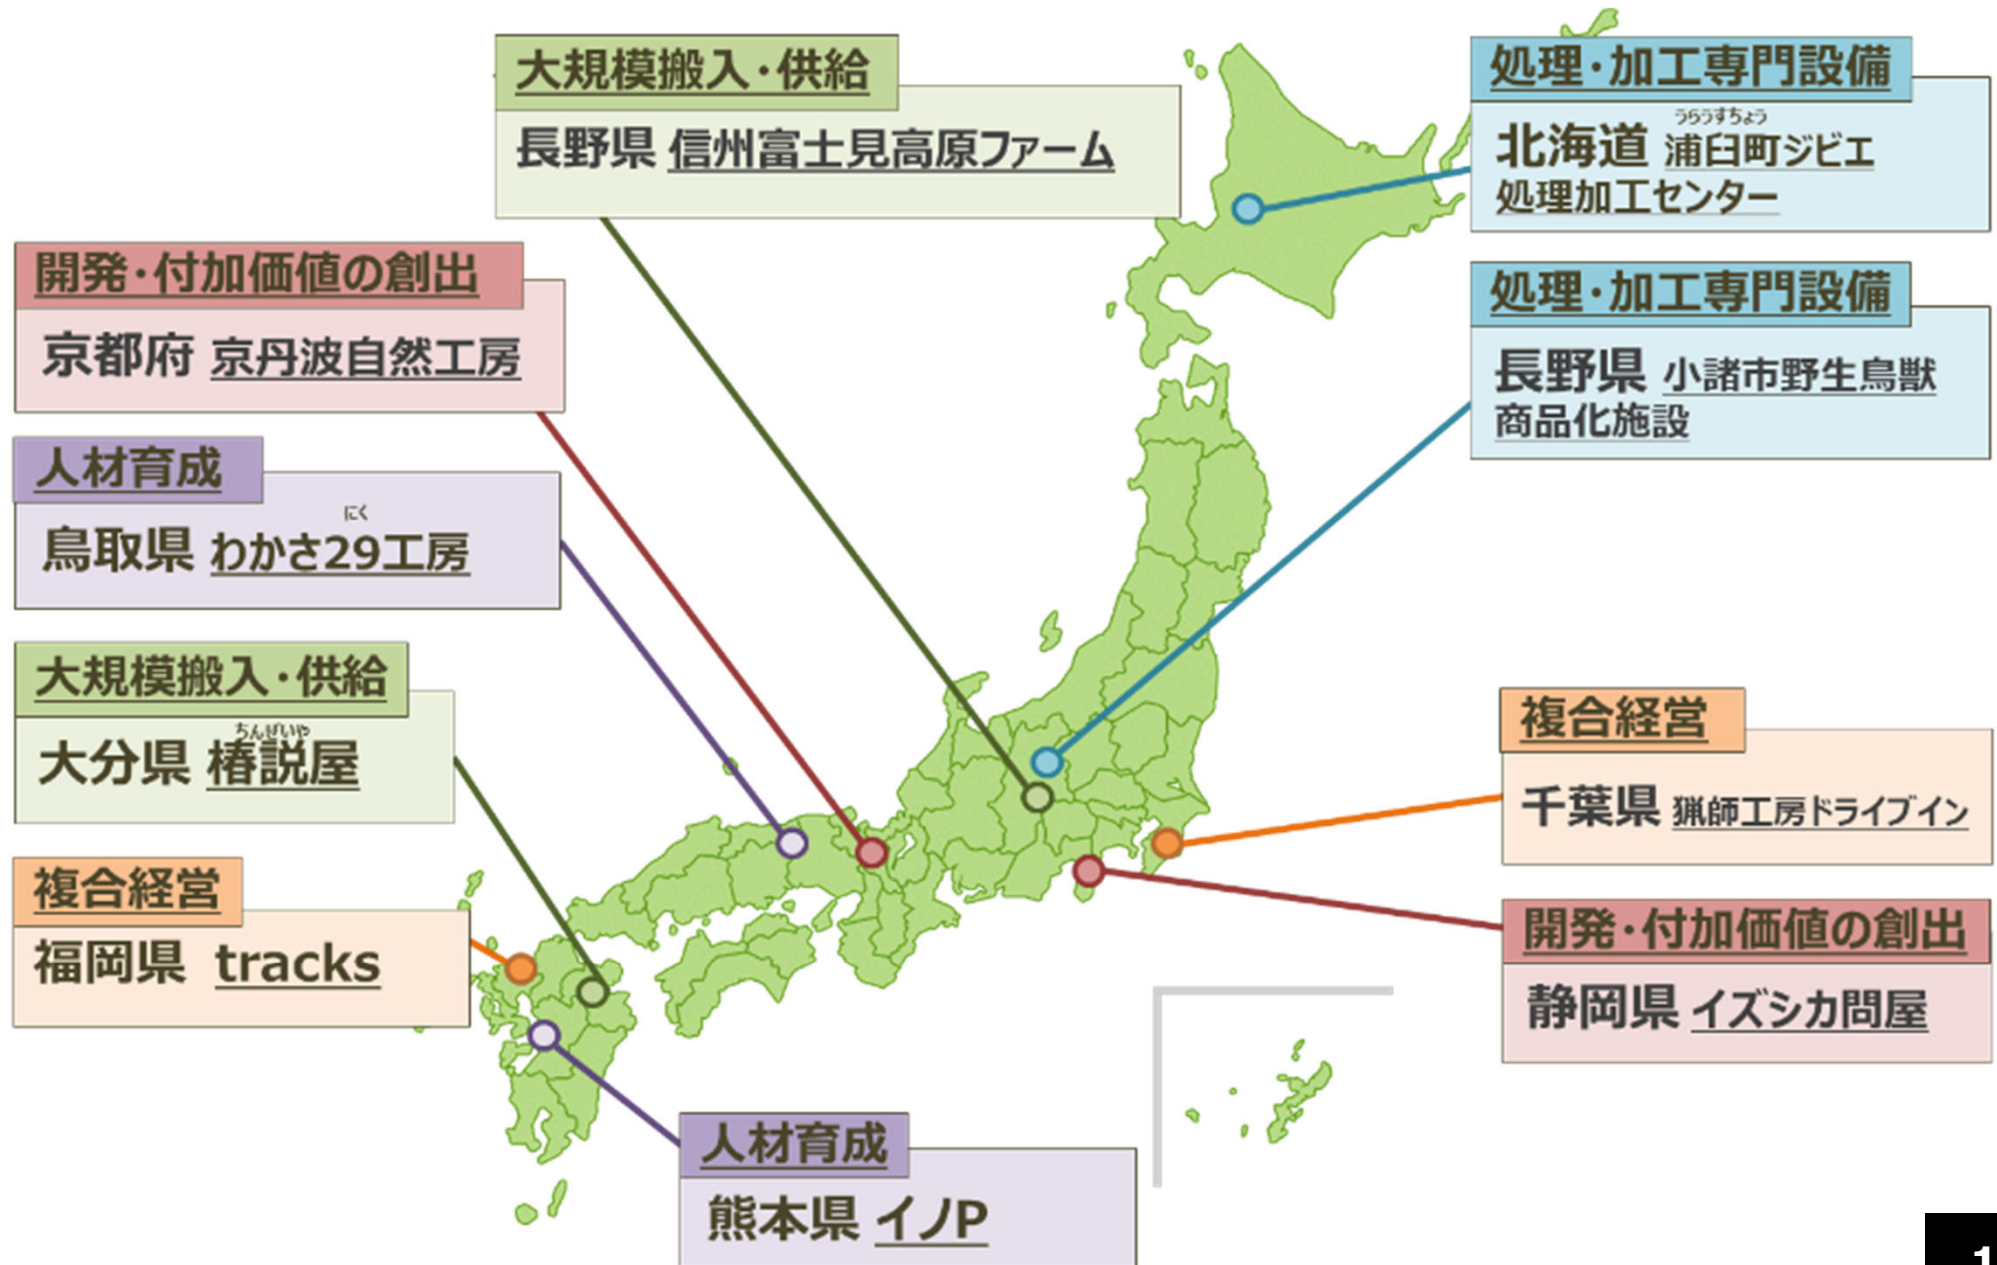 大規模搬入・供給
長野県 信州富士見高原ファーム
処理・加工専門設備
うらうすちょう
北海道 浦臼町ジビエ
処理加工センター
開発・付加価値の創出
京都府 京丹波自然工房
処理・加工専門設備
長野県 小諸市野生鳥獣
商品化施設
人材育成
にく
鳥取県 わかさ29工房
大規模搬入・供給
ちんぜいや
大分県 椿説屋
複合経営
千葉県 猟師工房ドライブイン
複合経営
福岡県 tracks
開発・付加価値の創出
静岡県 イズシカ問屋
人材育成
熊本県 イノP
1